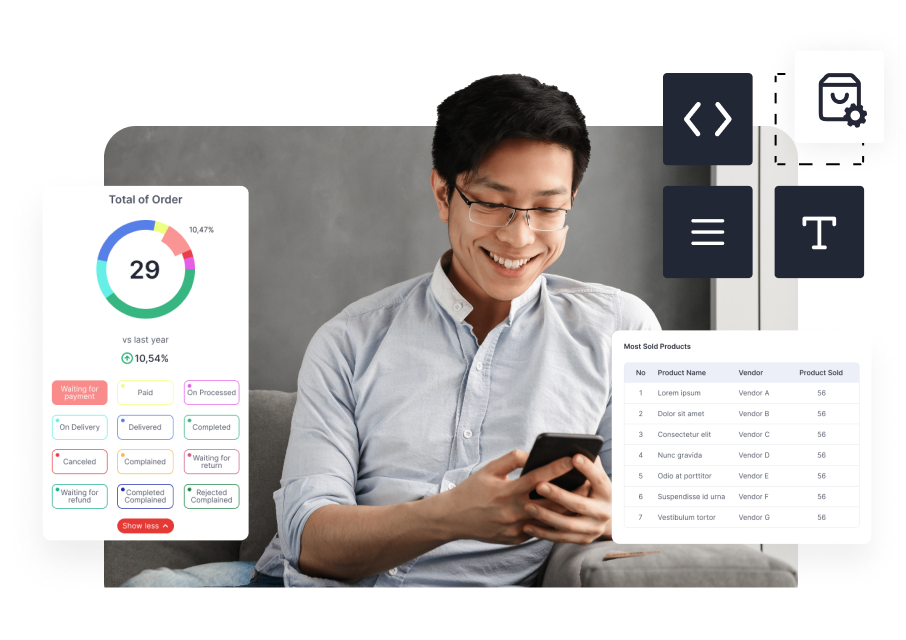 Total of Order
10,47%
29
vs last year
10,54%
Waiting for
payment
Paid
On Processed
On Delivery
Delivered
Completed
Canceled
Complained
Waiting for
return
Waiting for
refund
Completed
Complained
Rejected
Complained
Show less
T
Most Sold Products
No Product Name Vendor Product Sold
1 Lorem ipsum Vendor A 56
2 Dolor sit amet Vendor B 56
3 Consectetur elit Vendor C 56
4 Nunc gravida Vendor D 56
5 Odio at porttitor Vendor E 56
6 Suspendisse id urna Vendor F 56
7 Vestibulum tortor Vendor G 56